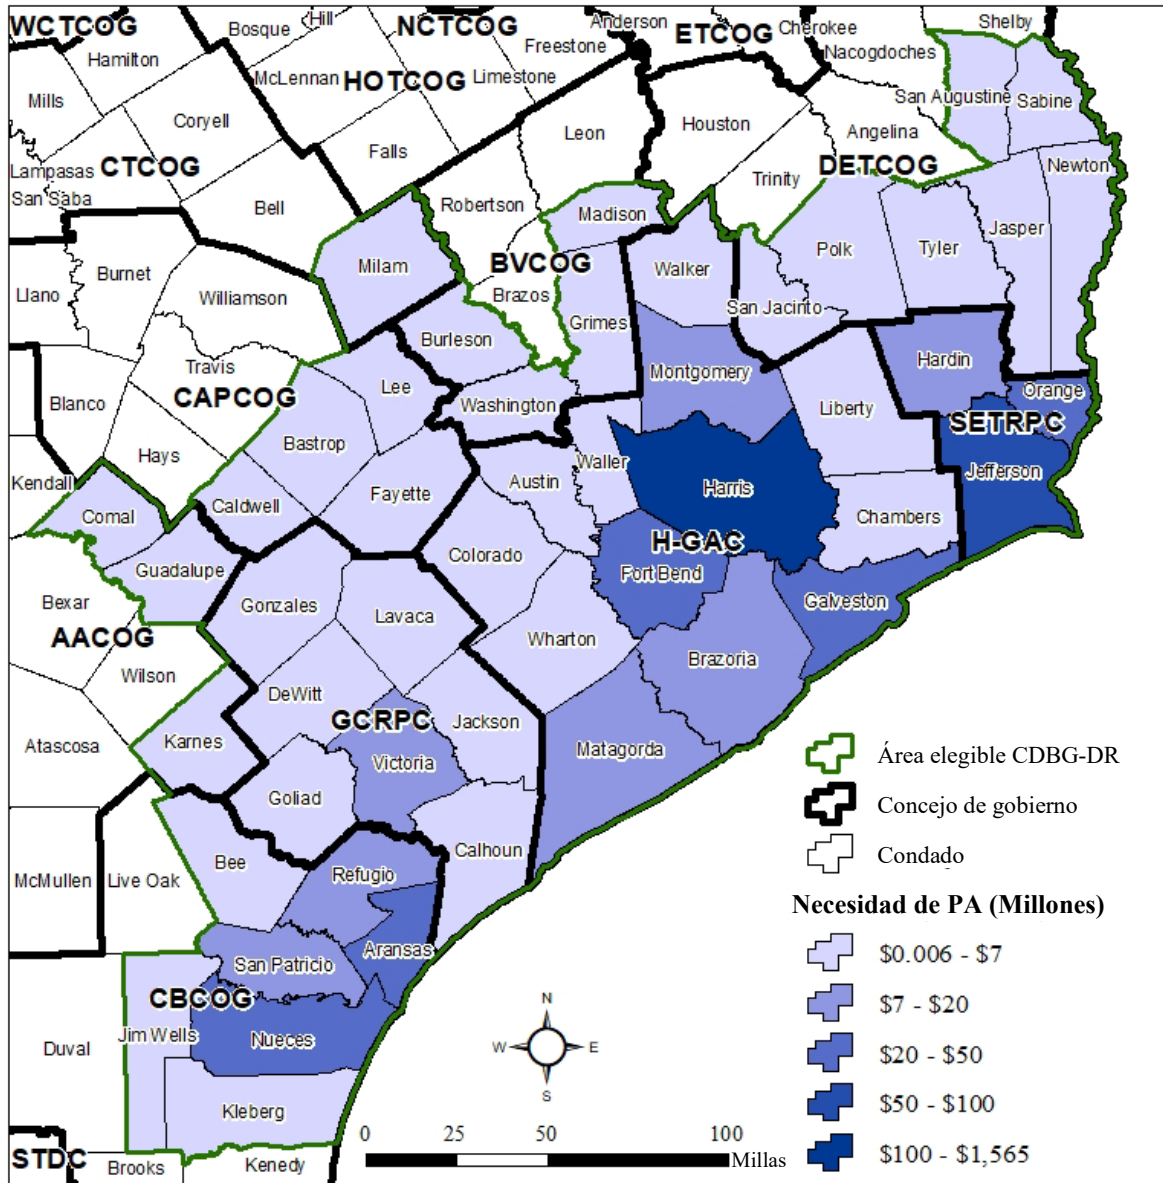 WCTCOG
Hill
Bosque
NCTCOG
Anderson
ETCOG
Cherokee
Shelby
Hamilton
McLennan
HOTCOG
Limestone
Freestone
Nacogdoches
Mills
Coryell
Leon
Houston
San Augustine
Sabine
Angelina
Falls
Lampasas
CTCOG
DETCOG
Newton
San Saba
Bell
Robertson
Madison
Trinity
Jasper
Burnet
Milam
BVCOG
Walker
Polk
Tyler
Llano
Williamson
Brazos
San Jacinto
Grimes
Burleson
Hardin
Travis
Lee
Montgomery
Orange
Blanco
CAPCOG
Washington
Liberty
SETRPC
Hays
Bastrop
Waller
Jefferson
Kendall
Caldwell
Fayette
Austin
Harris
Comal
Chambers
Colorado
H-GAC
Guadalupe
Fort Bend
Bexar
Gonzales
Lavaca
Galveston
AACOG
Wharton
Brazoria
Wilson
DeWitt
GCRPC
Jackson
Atascosa
Karnes
Victoria
Matagorda
Goliad
Calhoun
Bee
Refugio
McMullen
Live Oak
Aransas
San Patricio
CBCOG
Jim Wells
Nueces
Duval
Kleberg
STDC
Brooks
Kenedy
Área elegible CDBG-DR
Concejo de gobierno
Condado
Necesidad de PA (Millones)
$0.006 - $7
$7 - $20
$20 - $50
$50 - $100
$100 - $1,565
N
W
E
S
0 25 50 100
Millas